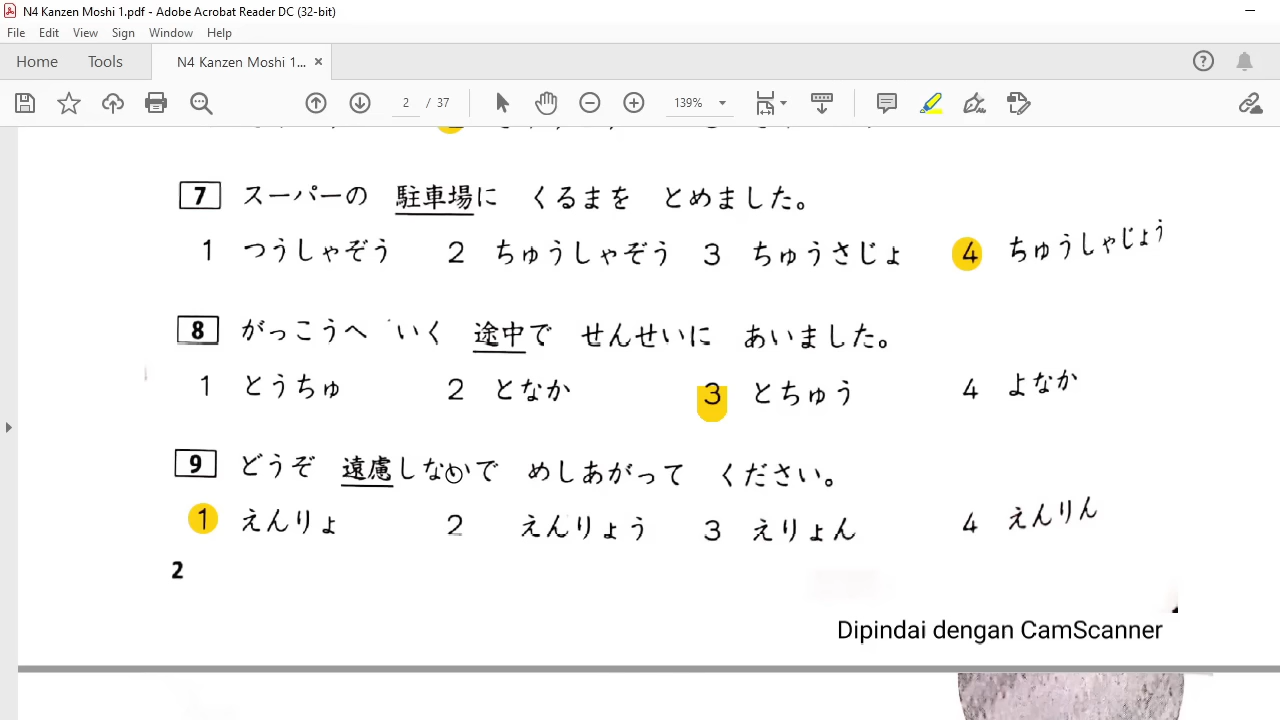 N4 Kanzen Moshi 1.pdf - Adobe Acrobat Reader DC (32-bit)
File Edit View Sign Window Help
Home Tools N4 Kanzen Moshi 1... ×
2 / 37 139%
7 スーパーの 駐車場に くるまを とめました。
1 つうしゃぞう 2 ちゅうしゃぞう 3 ちゅうさじょ 4 ちゅうしゃじょう
8 がっこうへ いく 途中で せんせいに あいました。
1 とうちゅ 2 となか 3 とちゅう 4 よなか
9 どうぞ 遠慮しないで めしあがって ください。
1 えんりょ 2 えんりょう 3 えりょん 4 えんりん
2
Dipindai dengan CamScanner